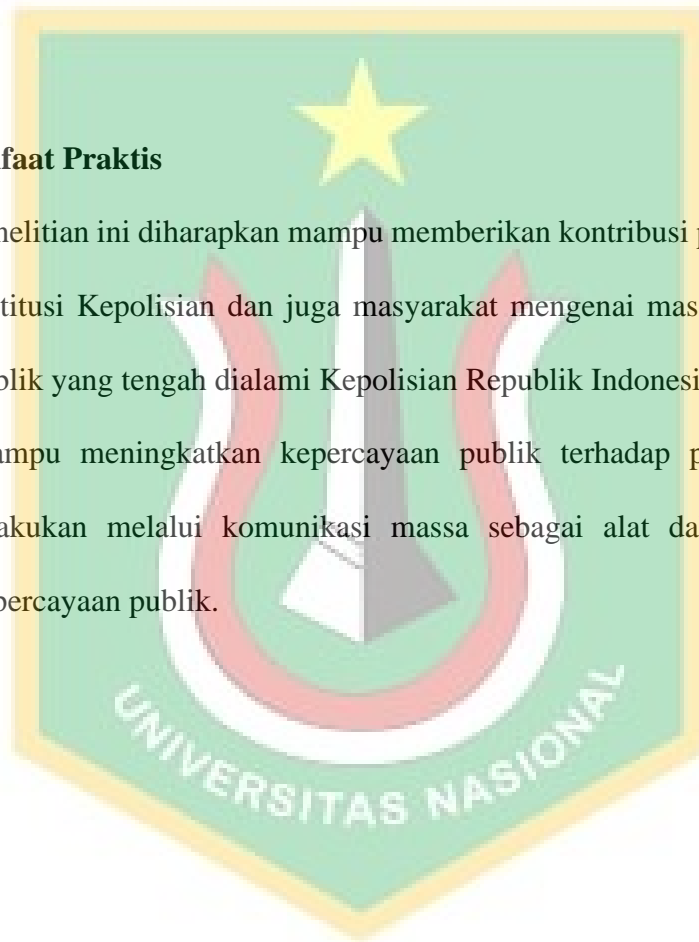 faat Praktis
nelitian ini diharapkan mampu memberikan kontribusi p
titusi Kepolisian dan juga masyarakat mengenai mas
blik yang tengah dialami Kepolisian Republik Indonesi
ampu meningkatkan kepercayaan publik terhadap p
akukan melalui komunikasi massa sebagai alat da
percayaan publik.
UNIVERSITAS NASIONAL